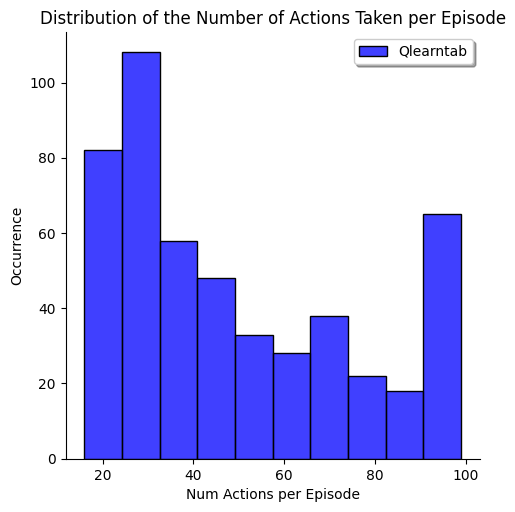 Distribution of the Number of Actions Taken per Episode
Qlearntab
100
80
60
40
20
0
Occurrence
20 40 60 80 100
Num Actions per Episode